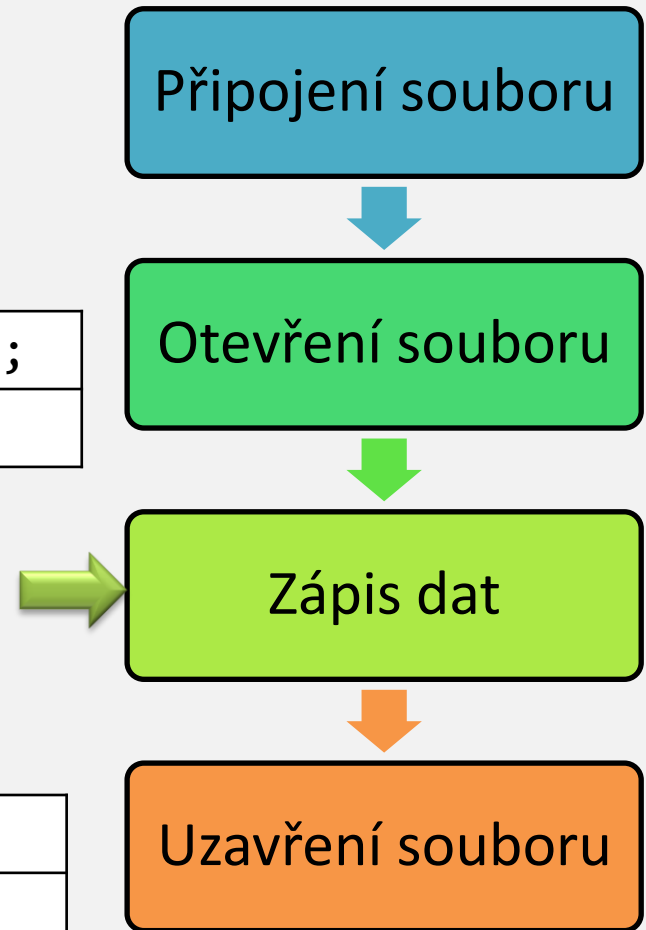 Připojení souboru
;
Otevření souboru
Zápis dat
Uzavření souboru